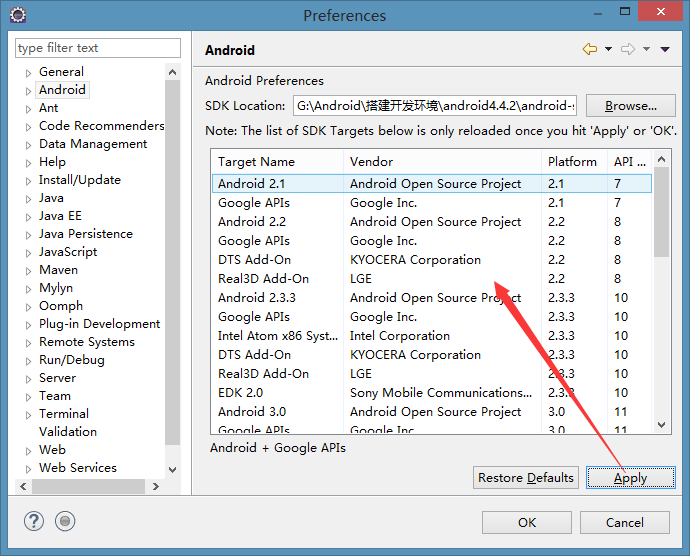 Preferences
type filter text
General
Android
Ant
Code Recommenders
Data Management
Help
Install/Update
Java
Java EE
Java Persistence
JavaScript
Maven
Mylyn
Oomph
Plug-in Development
Remote Systems
Run/Debug
Server
Team
Terminal
Validation
Web
Web Services
Android
Android Preferences
SDK Location: G:\Android\搭建开发环境\android4.4.2\android-s Browse...
Note: The list of SDK Targets below is only reloaded once you hit 'Apply' or 'OK'.
Target Name Vendor Platform API ...
Android 2.1 Android Open Source Project 2.1 7
Google APIs Google Inc. 2.1 7
Android 2.2 Android Open Source Project 2.2 8
Google APIs Google Inc. 2.2 8
DTS Add-On KYOCERA Corporation 2.2 8
Real3D Add-On LGE 2.2 8
Android 2.3.3 Android Open Source Project 2.3.3 10
Google APIs Google Inc. 2.3.3 10
Intel Atom x86 Syst... Intel Corporation 2.3.3 10
DTS Add-On KYOCERA Corporation 2.3.3 10
Real3D Add-On LGE 2.3.3 10
EDK 2.0 Sony Mobile Communications... 2.3.3 10
Android 3.0 Android Open Source Project 3.0 11
Google APIs Google Inc. 3.0 11
Android + Google APIs
Restore Defaults Apply
OK Cancel